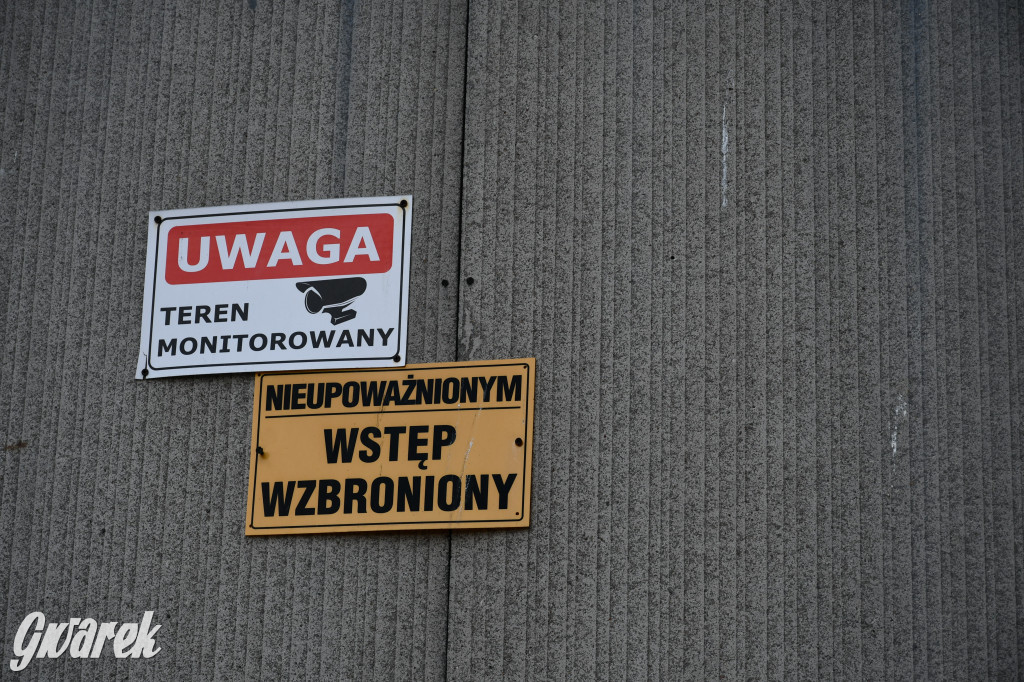 UWAGA
TEREN
MONITOROWANY
NIEUPOWAŻNIONYM
WSTĘP
WZBRONIONY
Gwarek